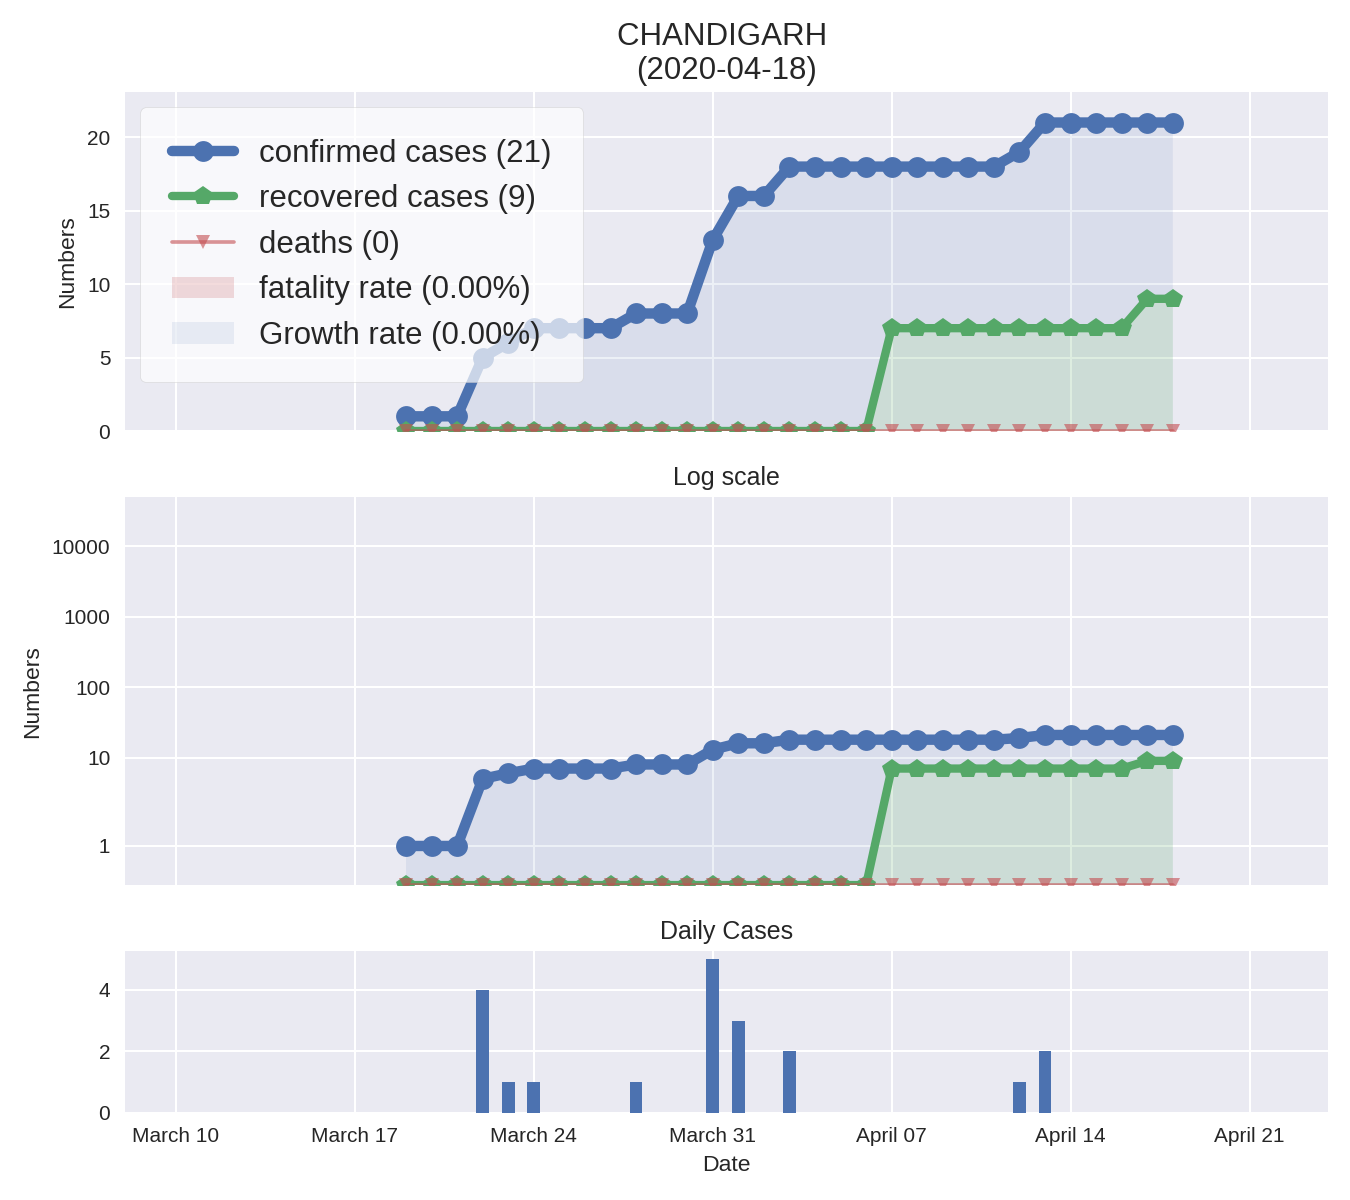 CHANDIGARH
(2020-04-18)
20
15
10
5
0
Numbers
confirmed cases (21)
recovered cases (9)
deaths (0)
fatality rate (0.00%)
Growth rate (0.00%)
Log scale
10000
1000
100
10
1
Numbers
Daily Cases
4
2
0
March 10 March 17 March 24 March 31 April 07 April 14 April 21
Date